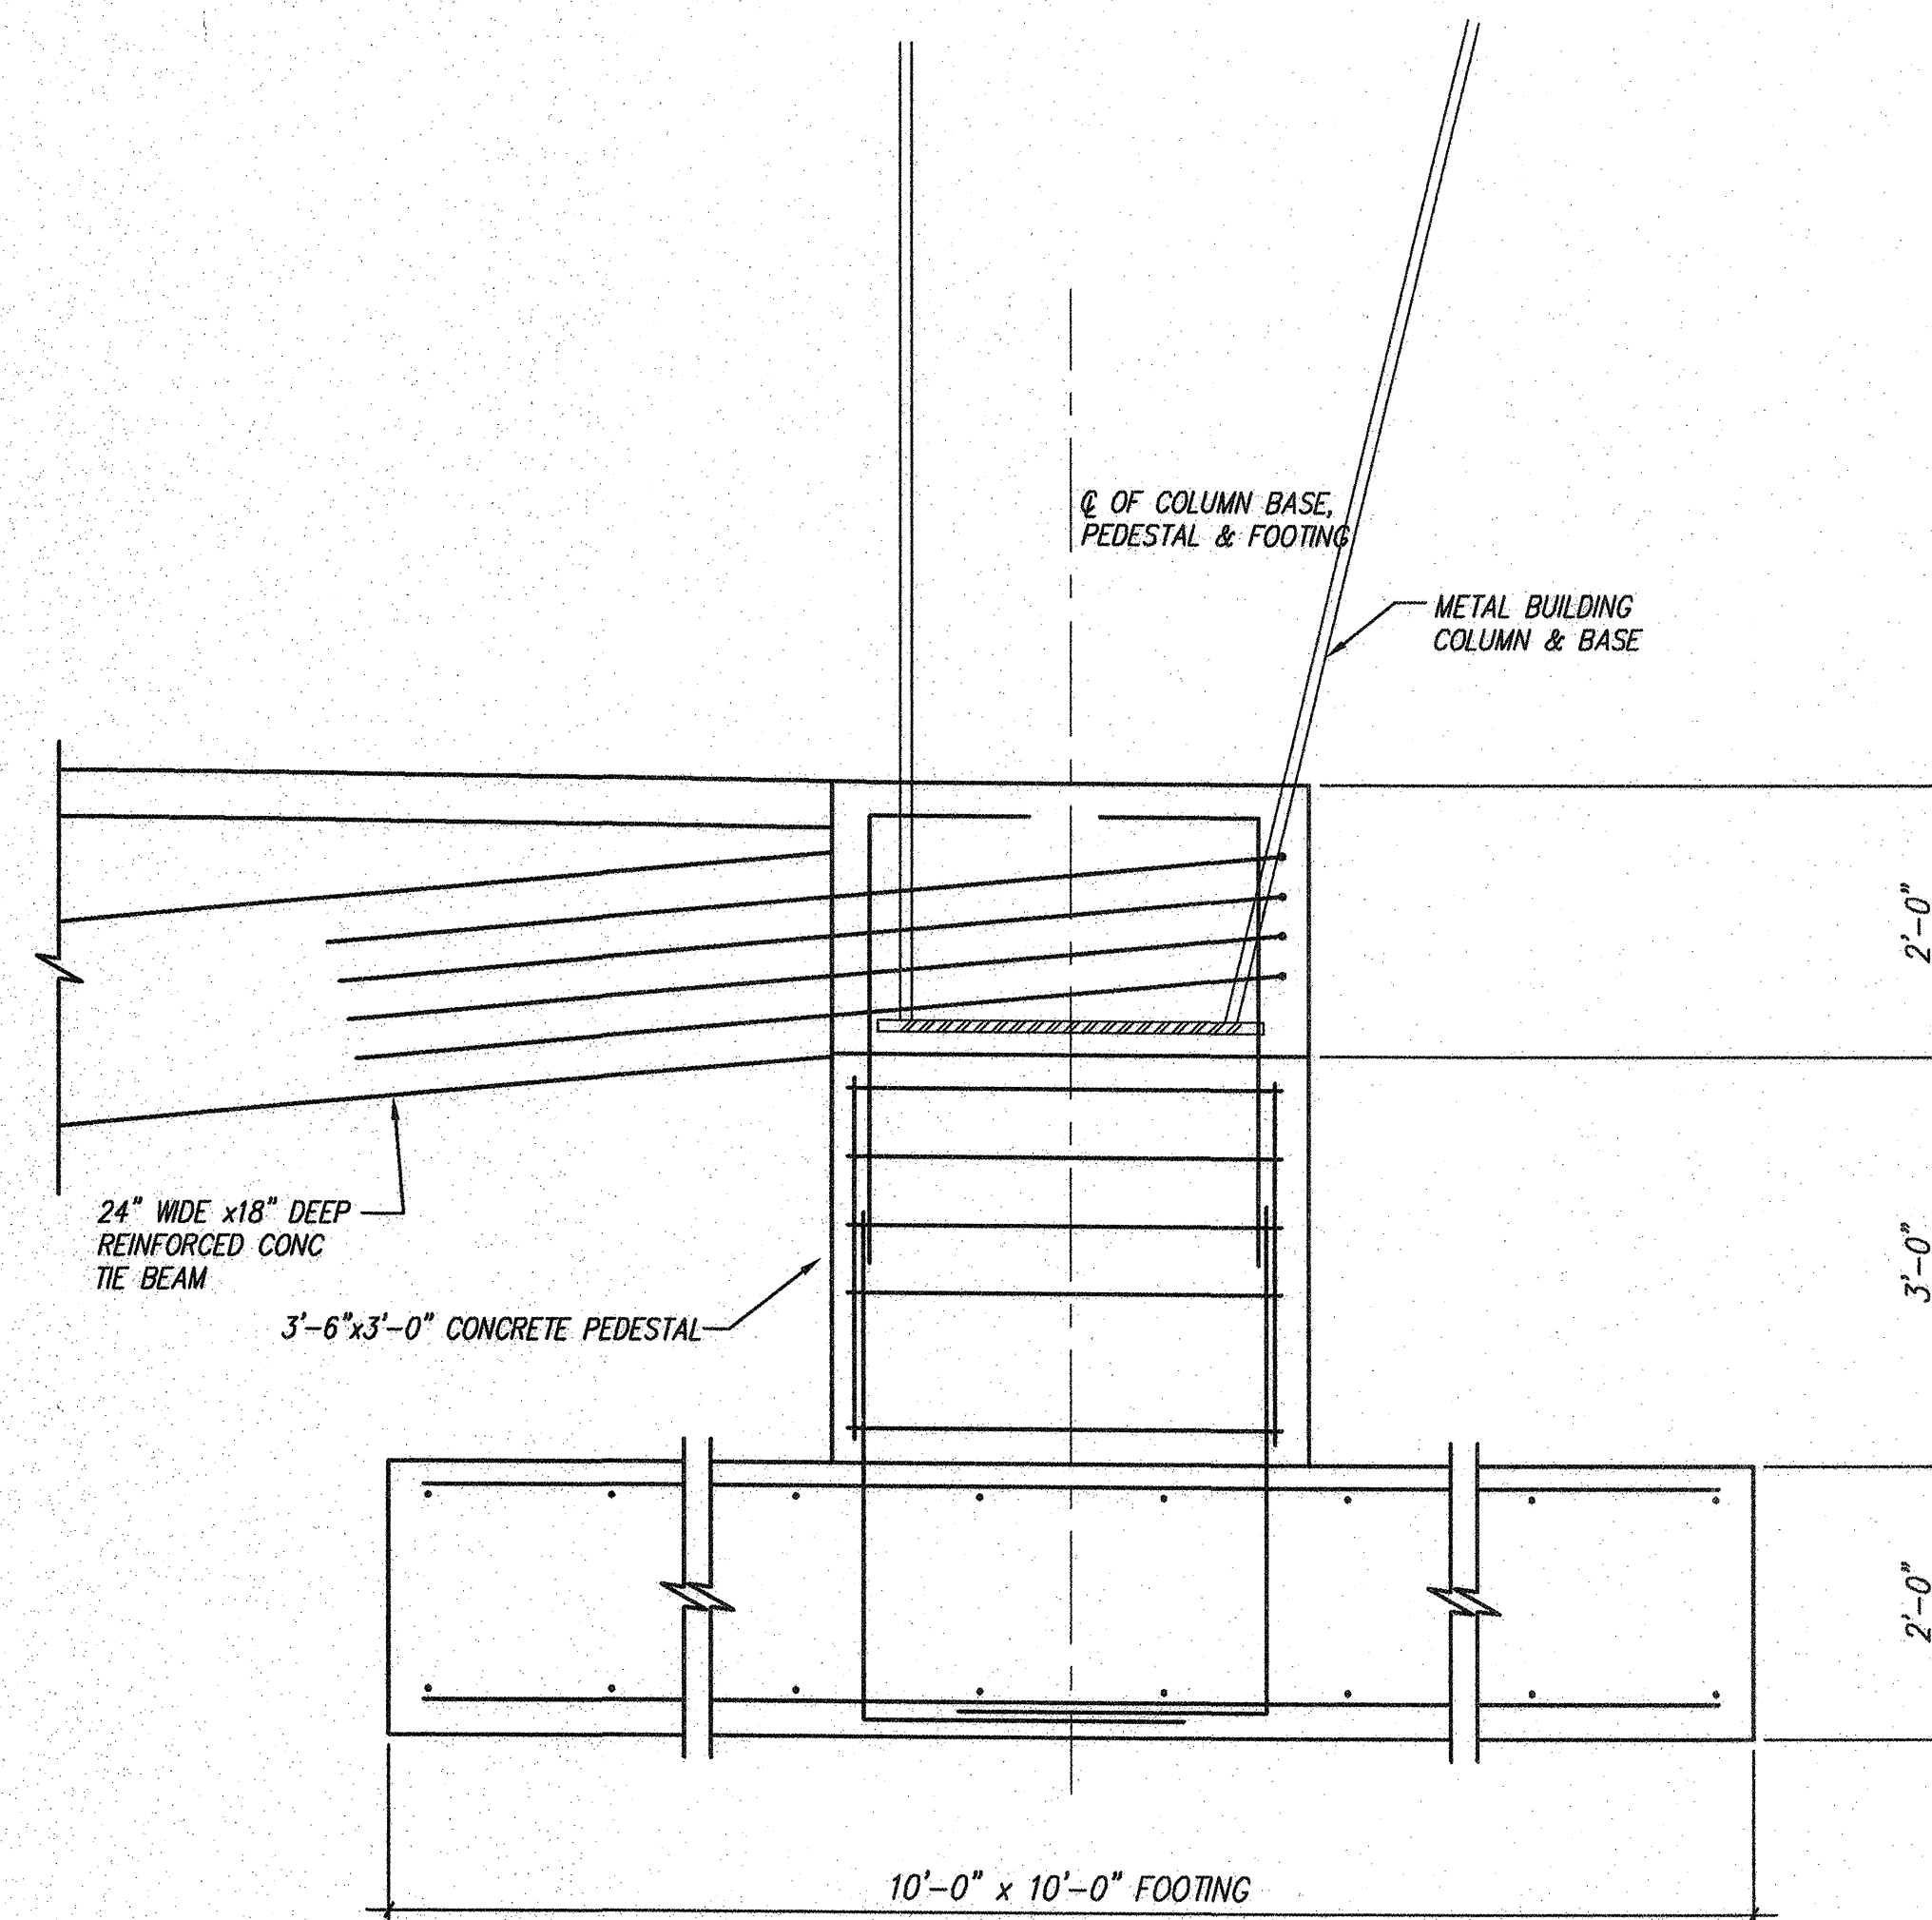 ℄ OF COLUMN BASE,
PEDESTAL & FOOTING
METAL BUILDING
COLUMN & BASE
2'-0"
24" WIDE x18" DEEP
REINFORCED CONC
TIE BEAM
3'-0"
3'-6"x3'-0" CONCRETE PEDESTAL
2'-0"
10'-0" x 10'-0" FOOTING